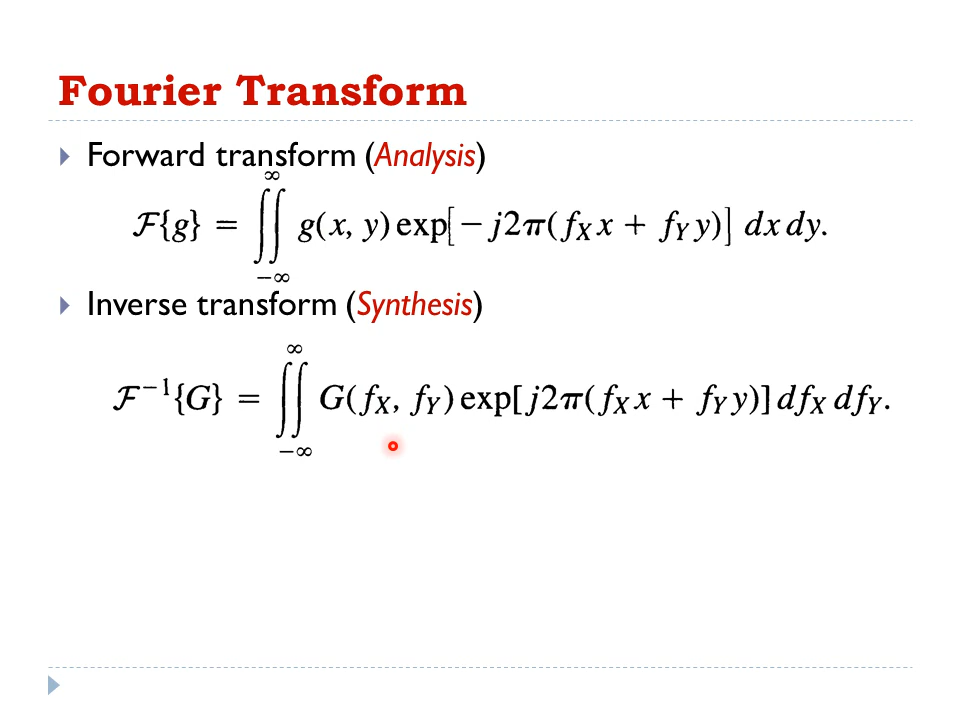 Fourier Transform
Forward transform (Analysis)
ℱ{g} = ∬_{-∞}^{∞} g(x, y) exp[-j2π(f_X x + f_Y y)] dx dy.
Inverse transform (Synthesis)
ℱ^{-1}{G} = ∬_{-∞}^{∞} G(f_X, f_Y) exp[j2π(f_X x + f_Y y)] df_X df_Y.